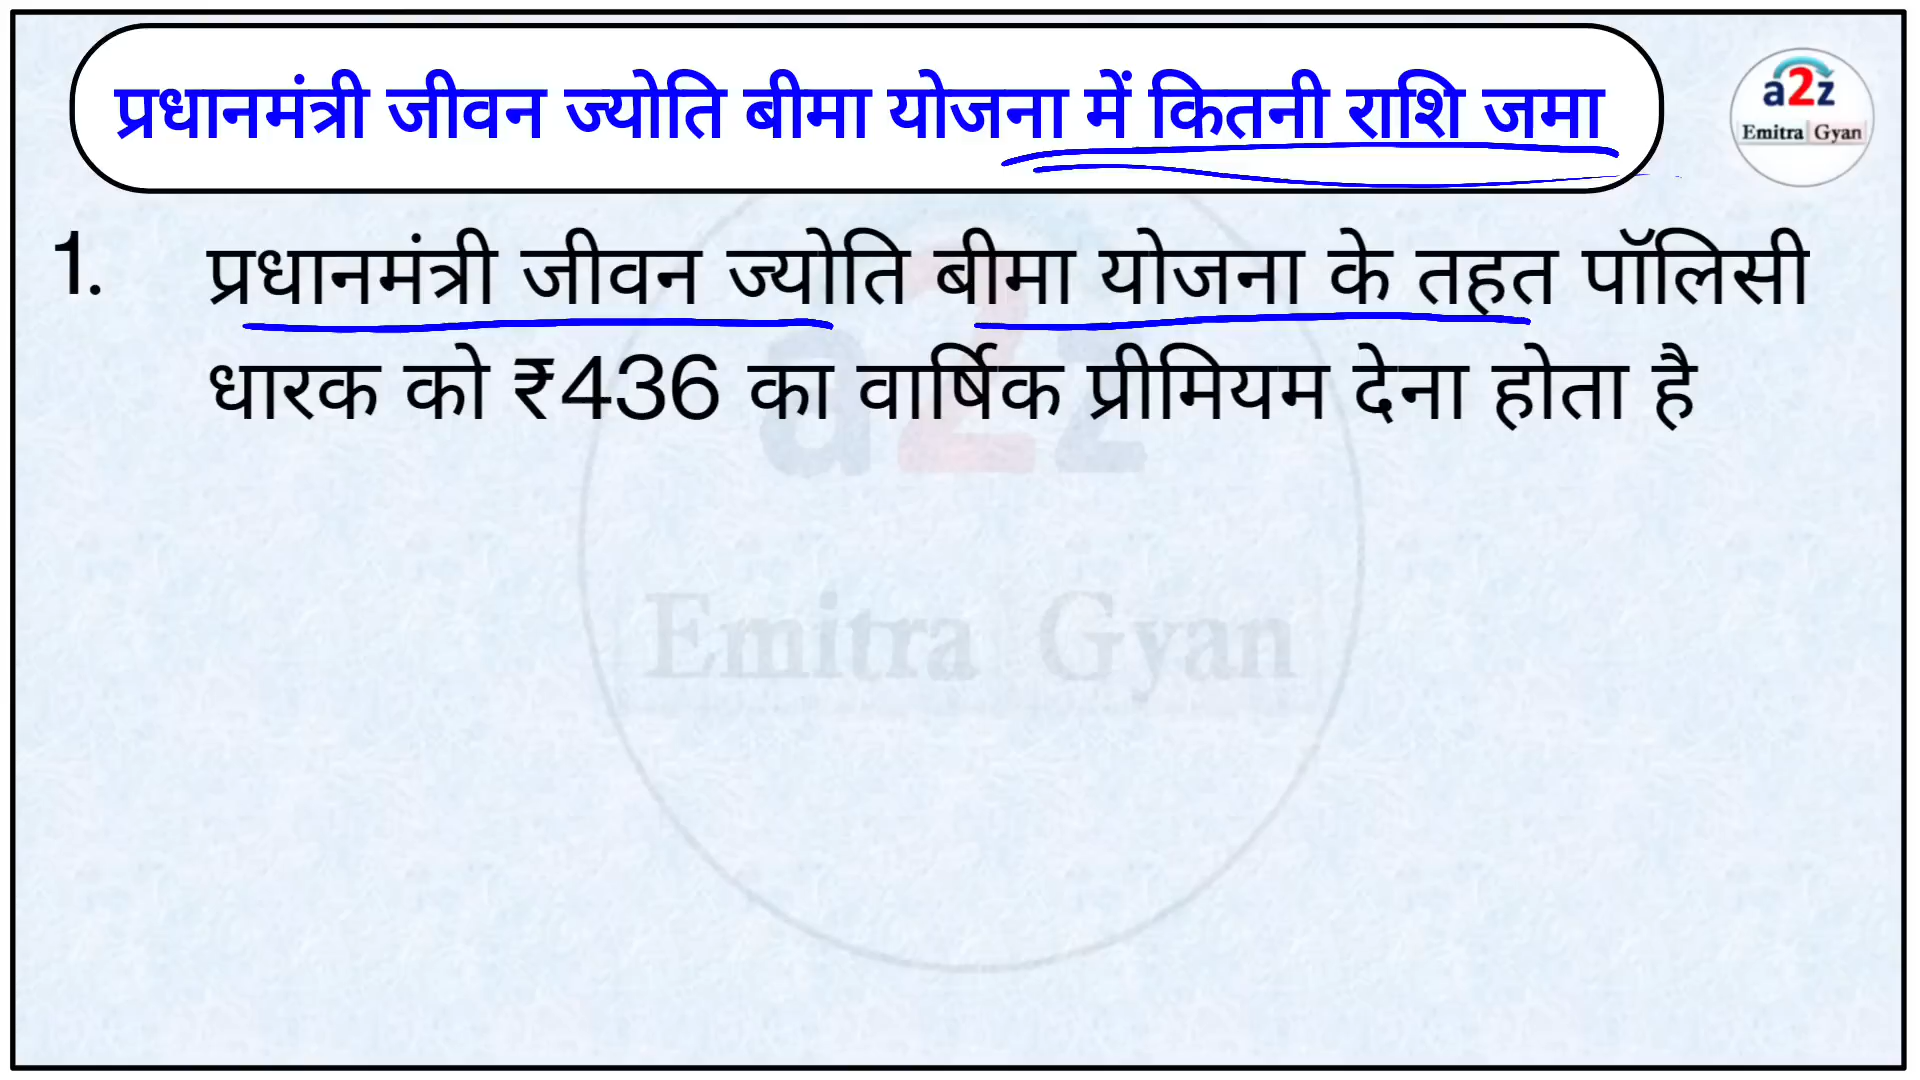 प्रधानमंत्री जीवन ज्योति बीमा योजना में कितनी राशि जमा
a2z
Emitra Gyan
1. प्रधानमंत्री जीवन ज्योति बीमा योजना के तहत पॉलिसी
धारक को ₹436 का वार्षिक प्रीमियम देना होता है
a2z
Emitra Gyan